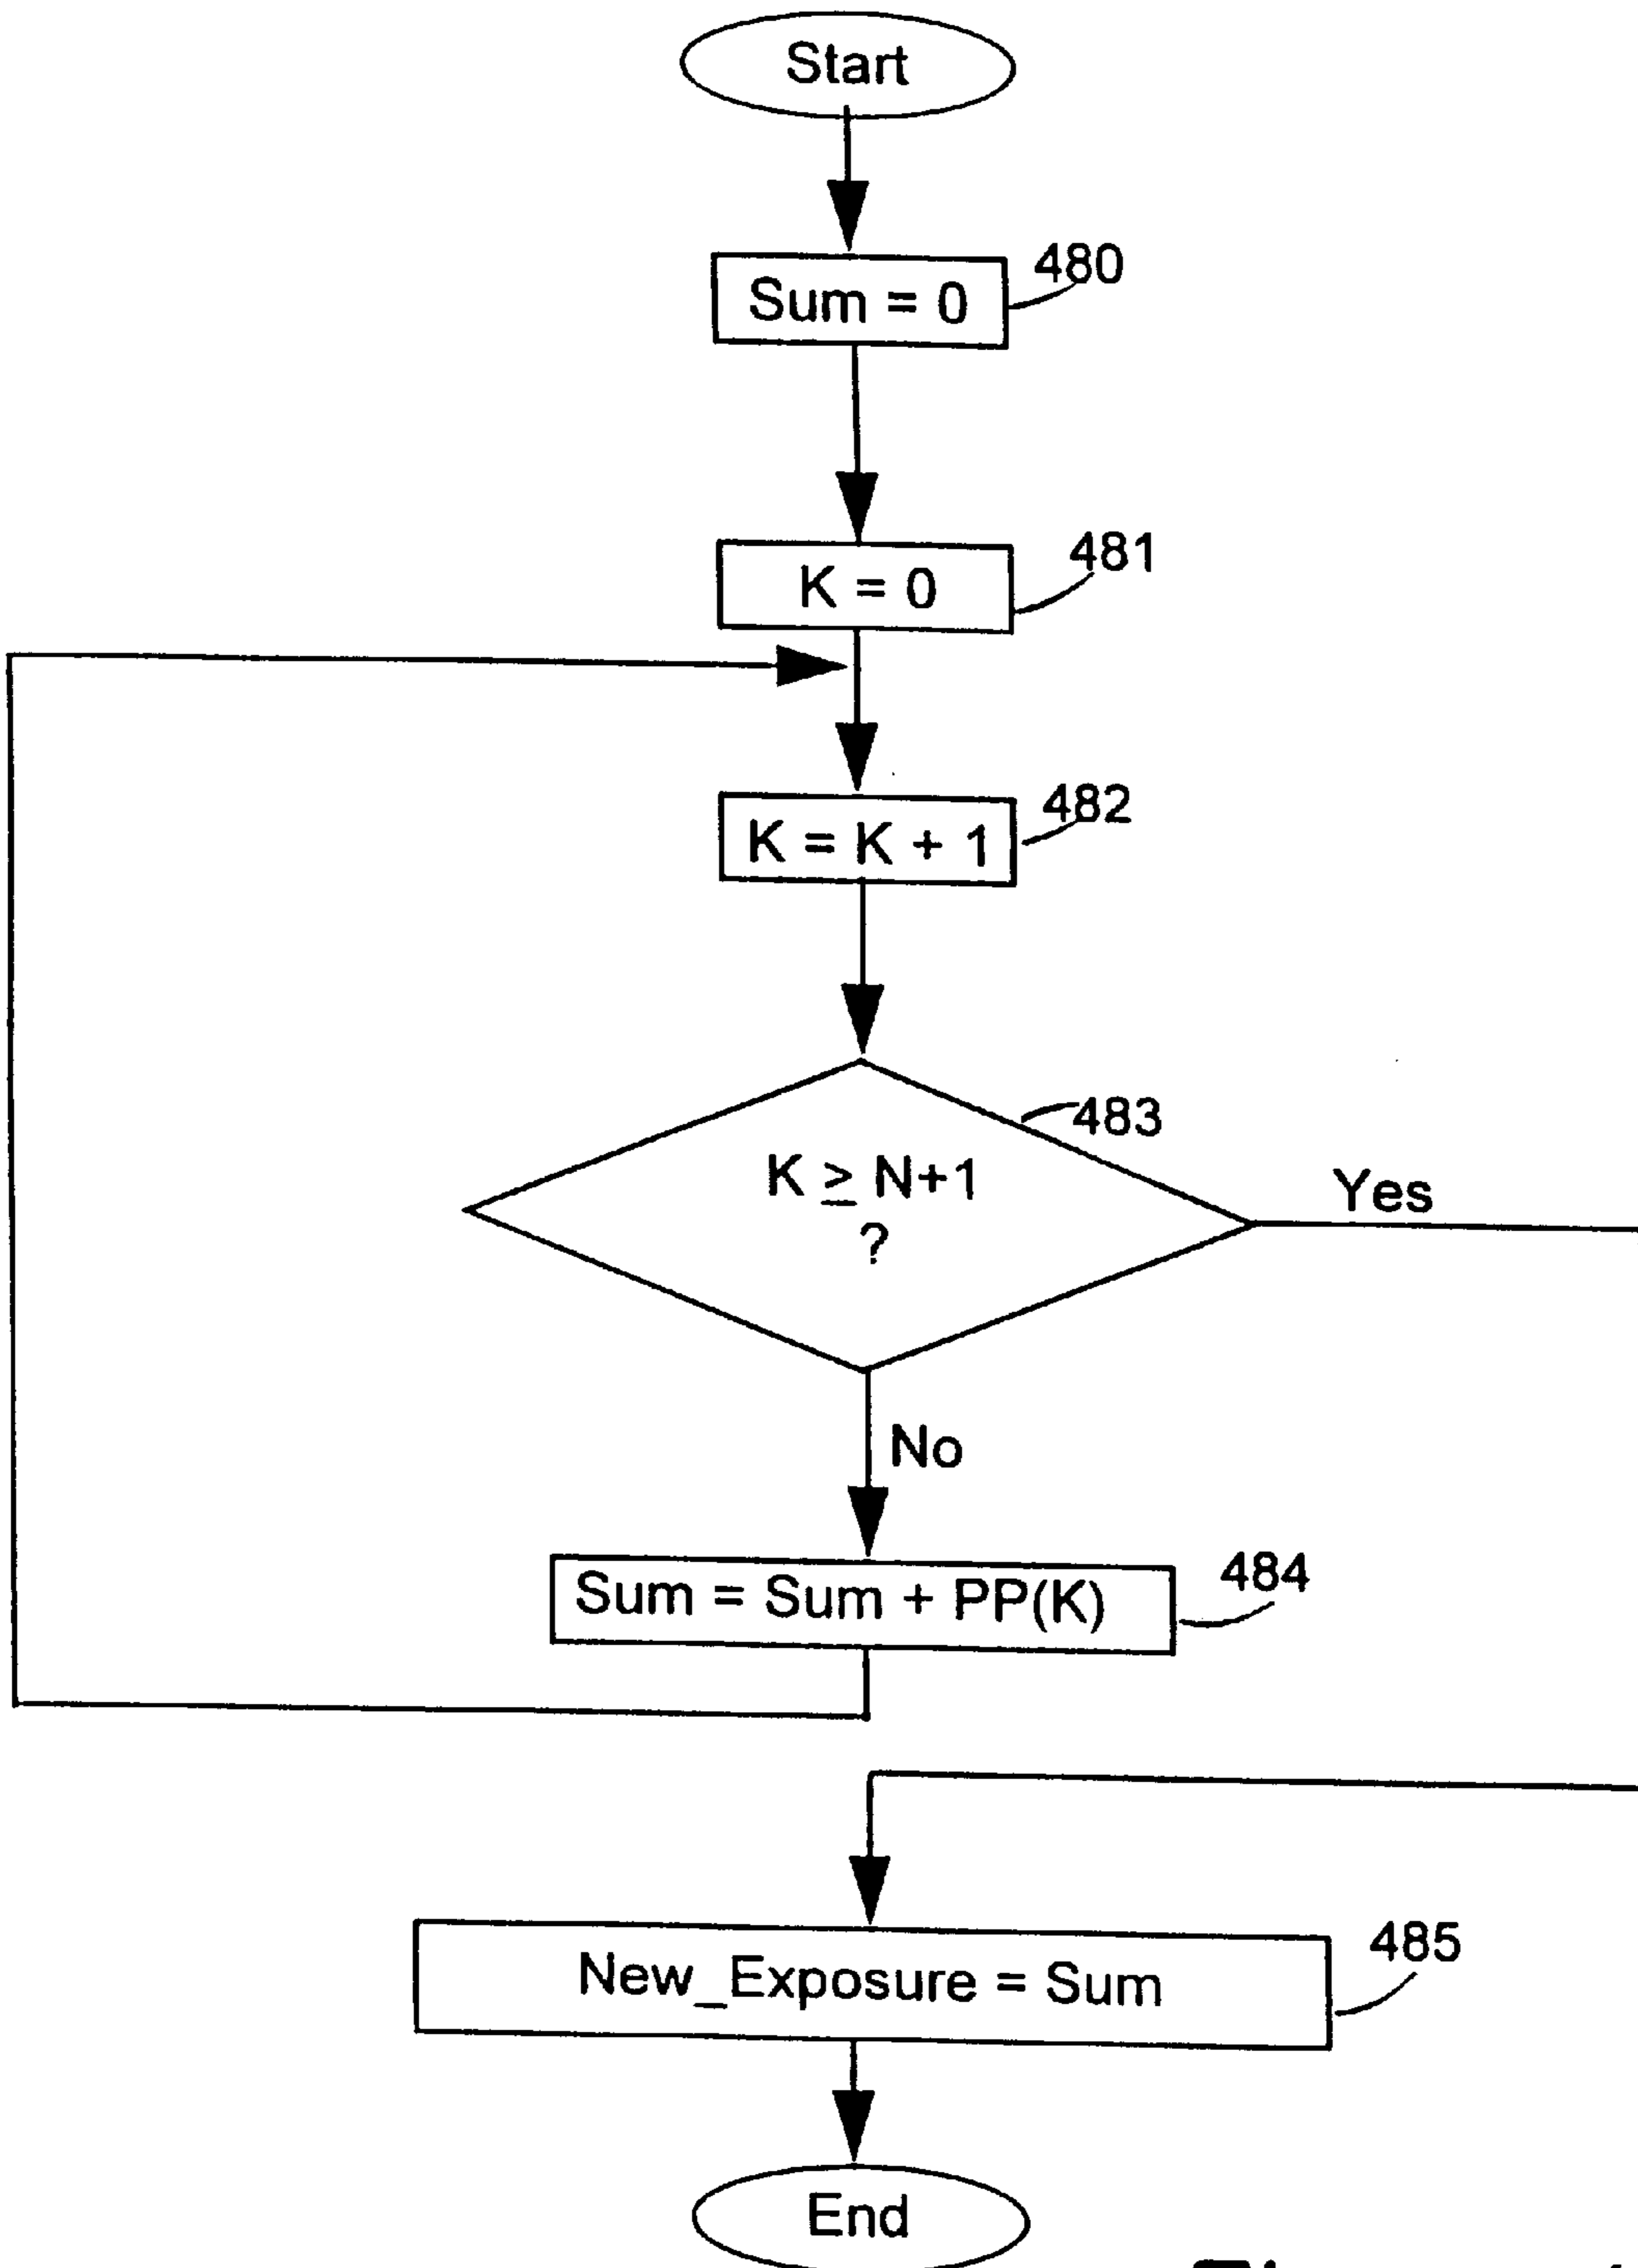 Start
480
Sum = 0
481
K = 0
482
K = K + 1
483
K ≥ N+1
?
Yes
No
484
Sum = Sum + PP(K)
485
New_Exposure = Sum
End